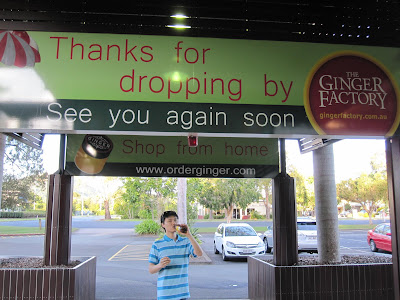 Thanks for
dropping by
See you again soon
THE
GINGER
FACTORY
gingerfactory.com.au
Shop from home
www.orderginger.com